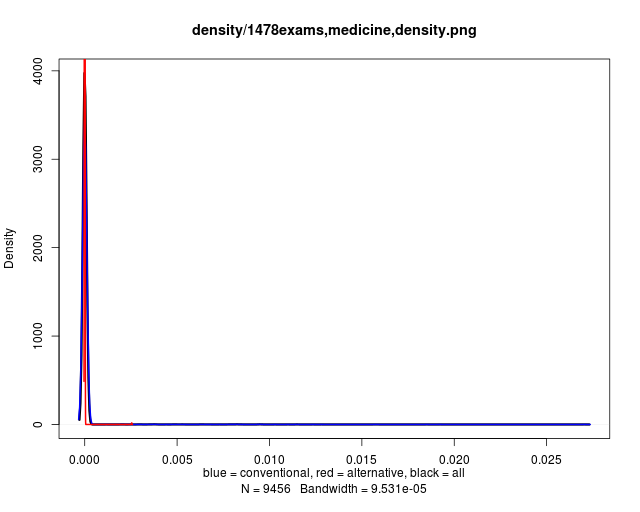 density/1478exams,medicine,density.png
Density
4000
3000
2000
1000
0
0.000 0.005 0.010 0.015 0.020 0.025
blue = conventional, red = alternative, black = all
N = 9456 Bandwidth = 9.531e-05